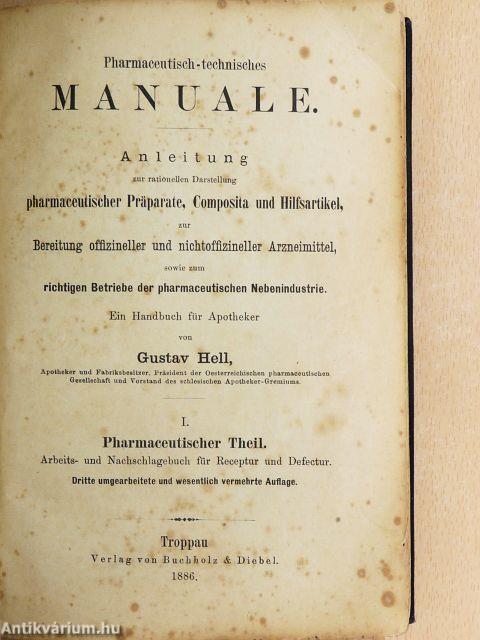 Pharmaceutisch-technisches
MANUALE.
Anleitung
zur rationellen Darstellung
pharmaceutischer Präparate, Composita und Hilfsartikel,
zur
Bereitung offizineller und nichtoffizineller Arzneimittel,
sowie zum
richtigen Betriebe der pharmaceutischen Nebenindustrie.
Ein Handbuch für Apotheker
von
Gustav Hell,
Apotheker und Fabriksbesitzer, Präsident der Oesterreichischen pharmaceutischen
Gesellschaft und Vorstand des schlesischen Apotheker-Gremiums.
I.
Pharmaceutischer Theil.
Arbeits- und Nachschlagebuch für Receptur und Defectur.
Dritte umgearbeitete und wesentlich vermehrte Auflage.
Troppau
Verlag von Buchholz & Diebel.
1886.
Antikvárium.hu